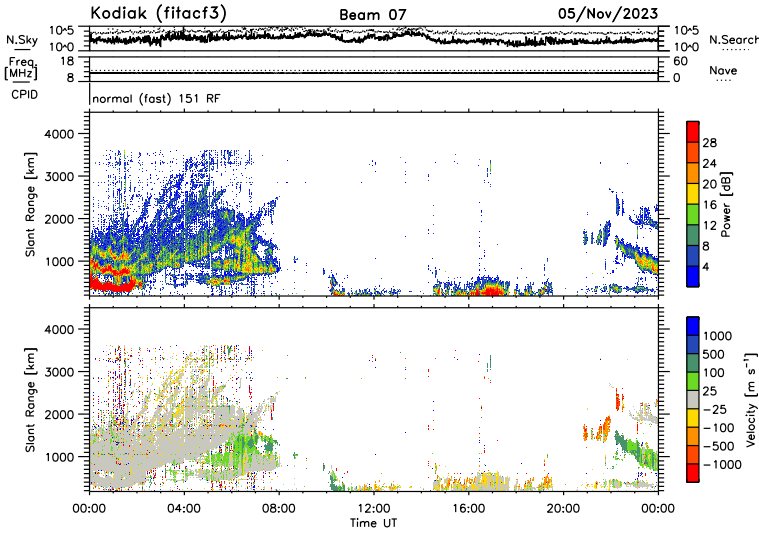 Kodiak (fitacf3) Beam 07 05/Nov/2023
N.Sky 10^5 10^0 10^5 10^0 N.Search
Freq. [MHz] 18 8 60 0 Nave
CPID normal (fast) 151 RF
Slant Range [km] 4000 3000 2000 1000
28 24 20 16 12 8 4 Power [dB]
Slant Range [km] 4000 3000 2000 1000
1000 500 100 25 −25 −100 −500 −1000 Velocity [m s⁻¹]
00:00 04:00 08:00 12:00 16:00 20:00 00:00
Time UT